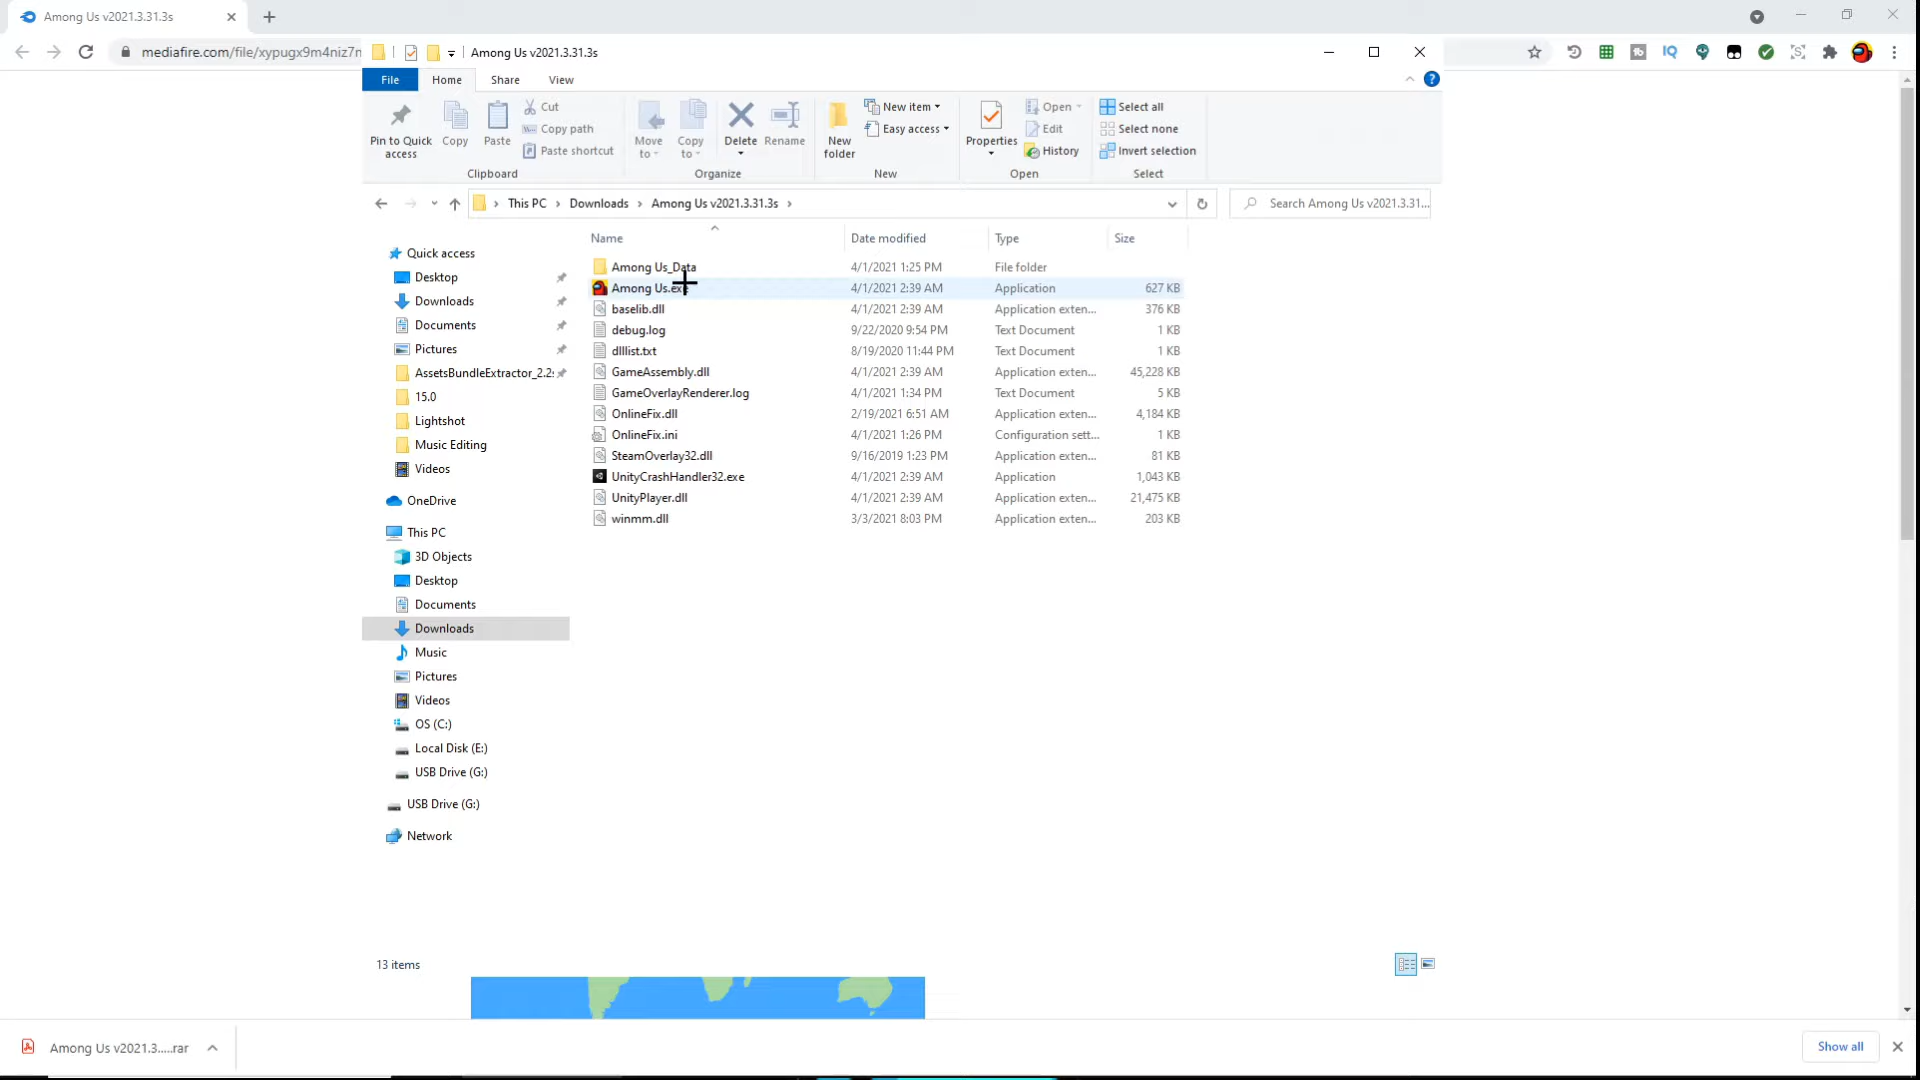 Among Us v2021.3.31.3s
mediafire.com/file/xypugx9m4niz7n
Among Us v2021.3.31.3s
File Home Share View
Pin to Quick access
Copy
Paste
Cut
Copy path
Paste shortcut
Clipboard
Move to
Copy to
Delete
Rename
Organize
New folder
New item
Easy access
New
Properties
Open
Edit
History
Open
Select all
Select none
Invert selection
Select
This PC > Downloads > Among Us v2021.3.31.3s >
Search Among Us v2021.3.31...
Quick access
Desktop
Downloads
Documents
Pictures
AssetsBundleExtractor_2.2:
15.0
Lightshot
Music Editing
Videos
OneDrive
This PC
3D Objects
Desktop
Documents
Downloads
Music
Pictures
Videos
OS (C:)
Local Disk (E:)
USB Drive (G:)
USB Drive (G:)
Network
Name Date modified Type Size
Among Us_Data 4/1/2021 1:25 PM File folder
Among Us.exe 4/1/2021 2:39 AM Application 627 KB
baselib.dll 4/1/2021 2:39 AM Application exten... 376 KB
debug.log 9/22/2020 9:54 PM Text Document 1 KB
dlllist.txt 8/19/2020 11:44 PM Text Document 1 KB
GameAssembly.dll 4/1/2021 2:39 AM Application exten... 45,228 KB
GameOverlayRenderer.log 4/1/2021 1:34 PM Text Document 5 KB
OnlineFix.dll 2/19/2021 6:51 AM Application exten... 4,184 KB
OnlineFix.ini 4/1/2021 1:26 PM Configuration sett... 1 KB
SteamOverlay32.dll 9/16/2019 1:23 PM Application exten... 81 KB
UnityCrashHandler32.exe 4/1/2021 2:39 AM Application 1,043 KB
UnityPlayer.dll 4/1/2021 2:39 AM Application exten... 21,475 KB
winmm.dll 3/3/2021 8:03 PM Application exten... 203 KB
13 items
Among Us v2021.3.....rar
Show all